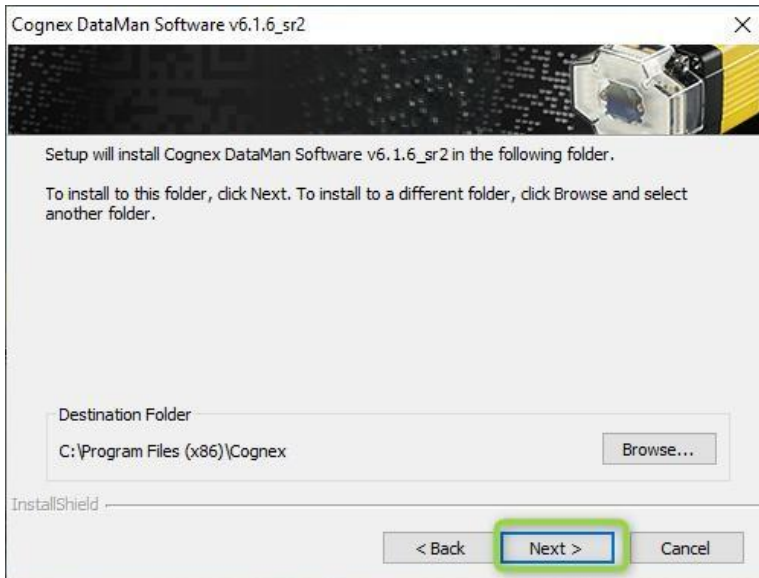 Cognex DataMan Software v6.1.6_sr2
Setup will install Cognex DataMan Software v6.1.6_sr2 in the following folder.
To install to this folder, click Next. To install to a different folder, click Browse and select
another folder.
Destination Folder
C:\Program Files (x86)\Cognex
Browse...
InstallShield
< Back
Next >
Cancel